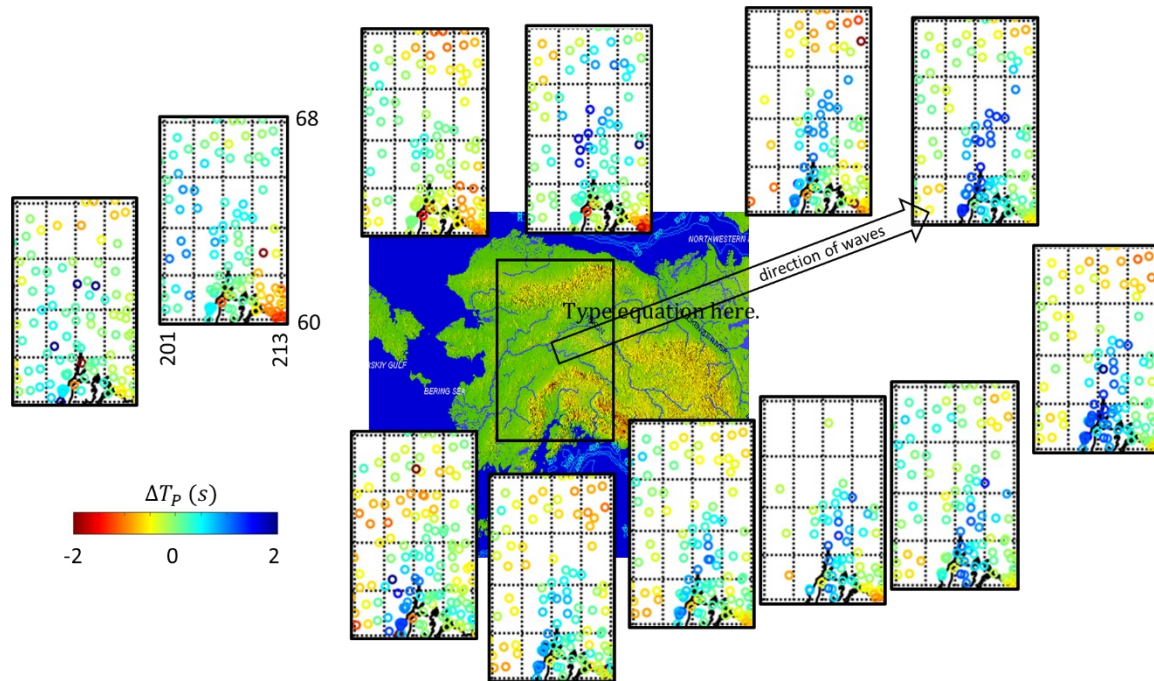 68
60
201
213
NORTHWESTERN
direction of waves
Type equation here.
BERING SEA
ΔT_P (s)
-2
0
2